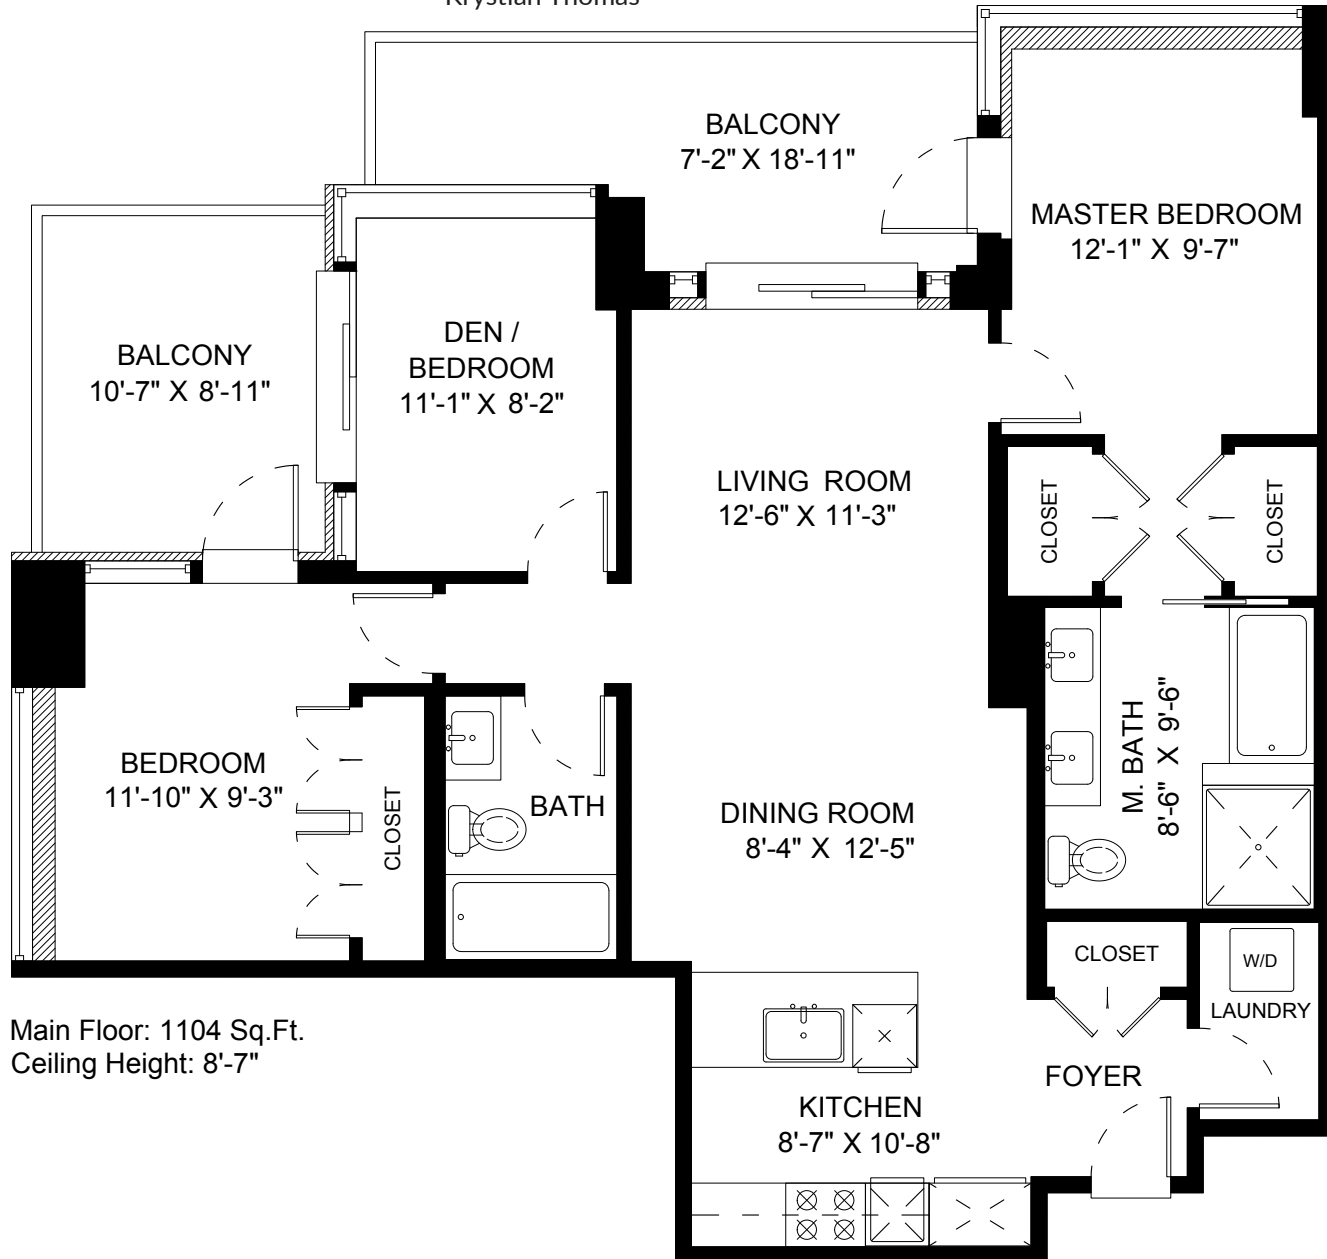 Krystian Thomas
BALCONY
7'-2" X 18'-11"
MASTER BEDROOM
12'-1" X 9'-7"
DEN /
BEDROOM
11'-1" X 8'-2"
BALCONY
10'-7" X 8'-11"
LIVING ROOM
12'-6" X 11'-3"
CLOSET
CLOSET
BEDROOM
11'-10" X 9'-3"
CLOSET
BATH
DINING ROOM
8'-4" X 12'-5"
M. BATH
8'-6" X 9'-6"
CLOSET
W/D
LAUNDRY
Main Floor: 1104 Sq.Ft.
Ceiling Height: 8'-7"
FOYER
KITCHEN
8'-7" X 10'-8"